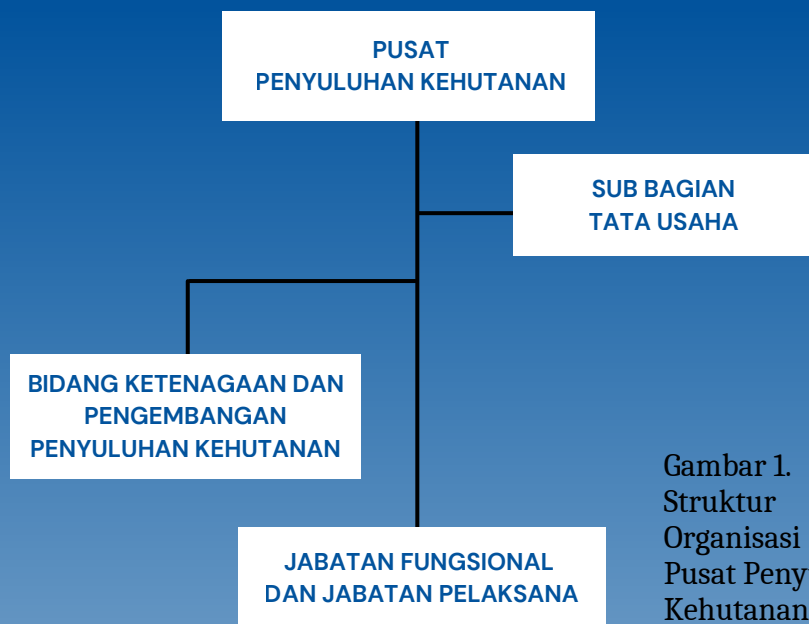 PUSAT
PENYULUHAN KEHUTANAN
SUB BAGIAN
TATA USAHA
BIDANG KETENAGAAN DAN
PENGEMBANGAN
PENYULUHAN KEHUTANAN
JABATAN FUNGSIONAL
DAN JABATAN PELAKSANA
Gambar 1.
Struktur
Organisasi
Pusat
Kehutanan